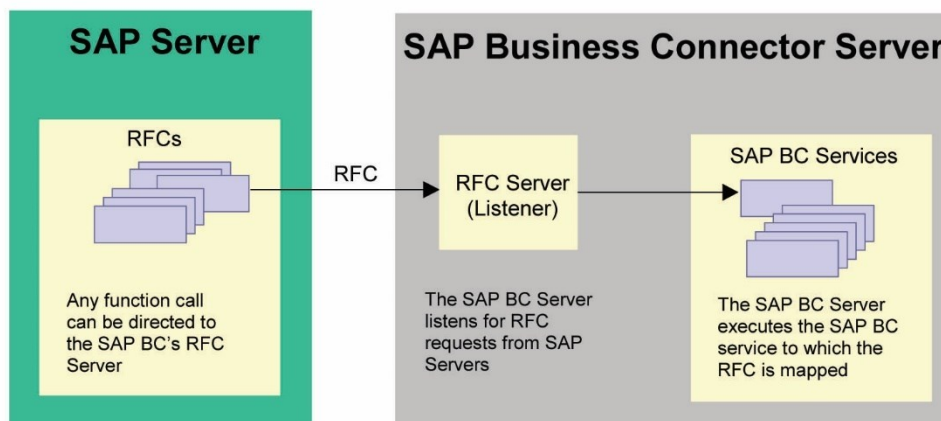 SAP Server
SAP Business Connector Server
RFCs
RFC
RFC Server
(Listener)
SAP BC Services
Any function call
can be directed to
the SAP BC's RFC
Server
The SAP BC Server
listens for RFC
requests from SAP
Servers
The SAP BC Server
executes the SAP BC
service to which the
RFC is mapped